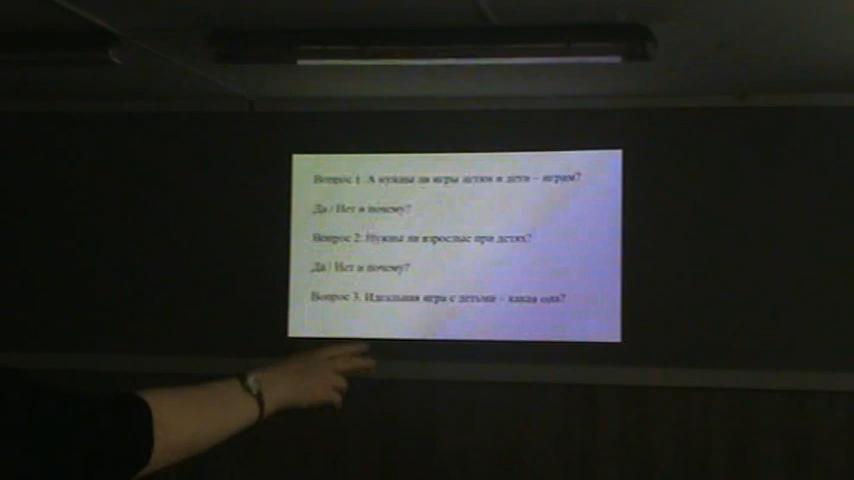 Вопрос 1. А нужны ли игры детям и дети – играм?
Да / Нет и почему?
Вопрос 2: Нужны ли взрослые при детях?
Да / Нет и почему?
Вопрос 3. Идеальная игра с детьми – какая она?